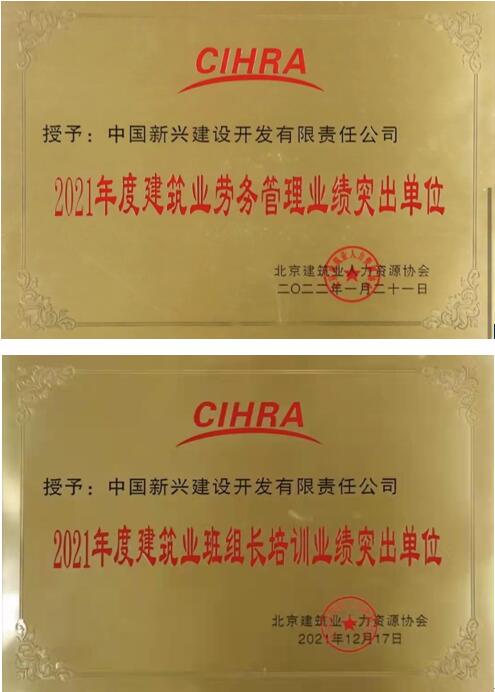 CIHRA
授予：中国新兴建设开发有限责任公司
2021年度建筑业劳务管理业绩突出单位
北京建筑业人力资源协会
二〇二二年一月二十一日
CIHRA
授予：中国新兴建设开发有限责任公司
2021年度建筑业班组长培训业绩突出单位
北京建筑业人力资源协会
2021年12月17日